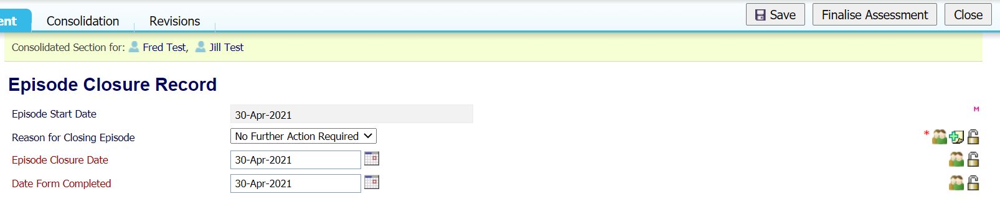 ent Consolidation Revisions Save Finalise Assessment Close
Consolidated Section for: Fred Test, Jill Test
Episode Closure Record
Episode Start Date 30-Apr-2021 M
Reason for Closing Episode No Further Action Required *
Episode Closure Date 30-Apr-2021
Date Form Completed 30-Apr-2021